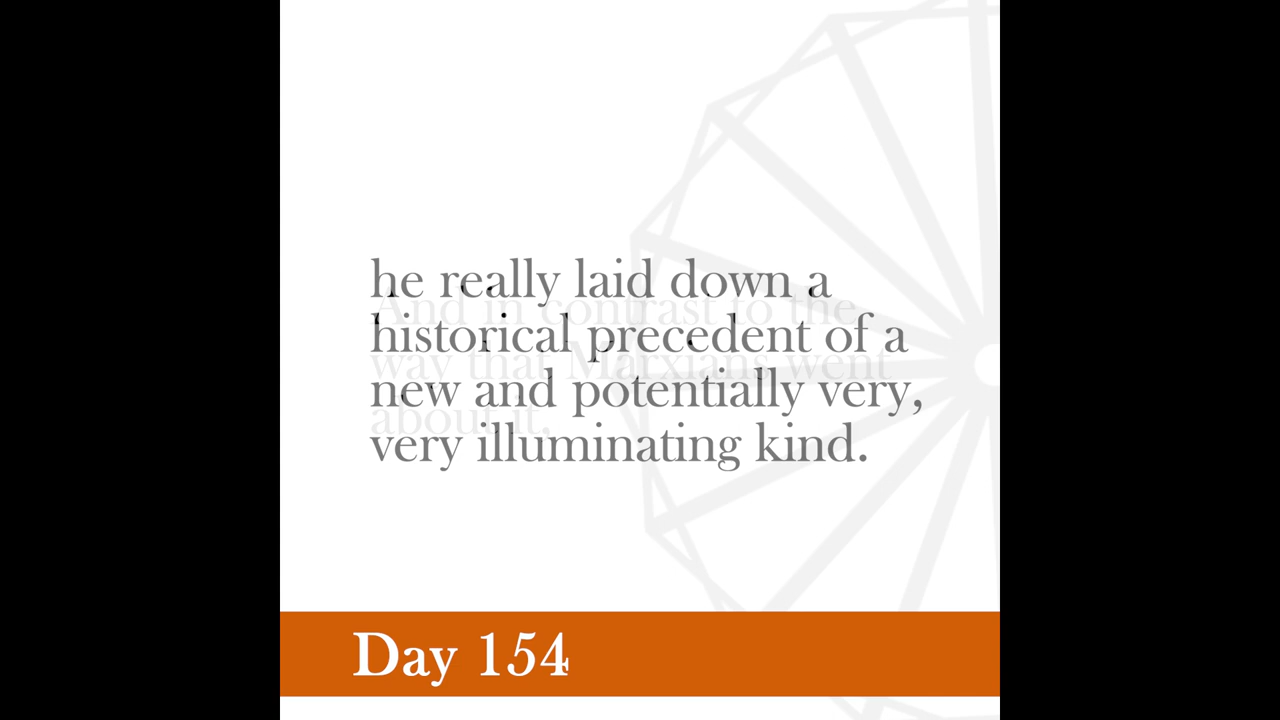 he really laid down a
historical precedent of a
new and potentially very,
very illuminating kind.
And in contrast to the
way that Marxians went
about it.
Day 154